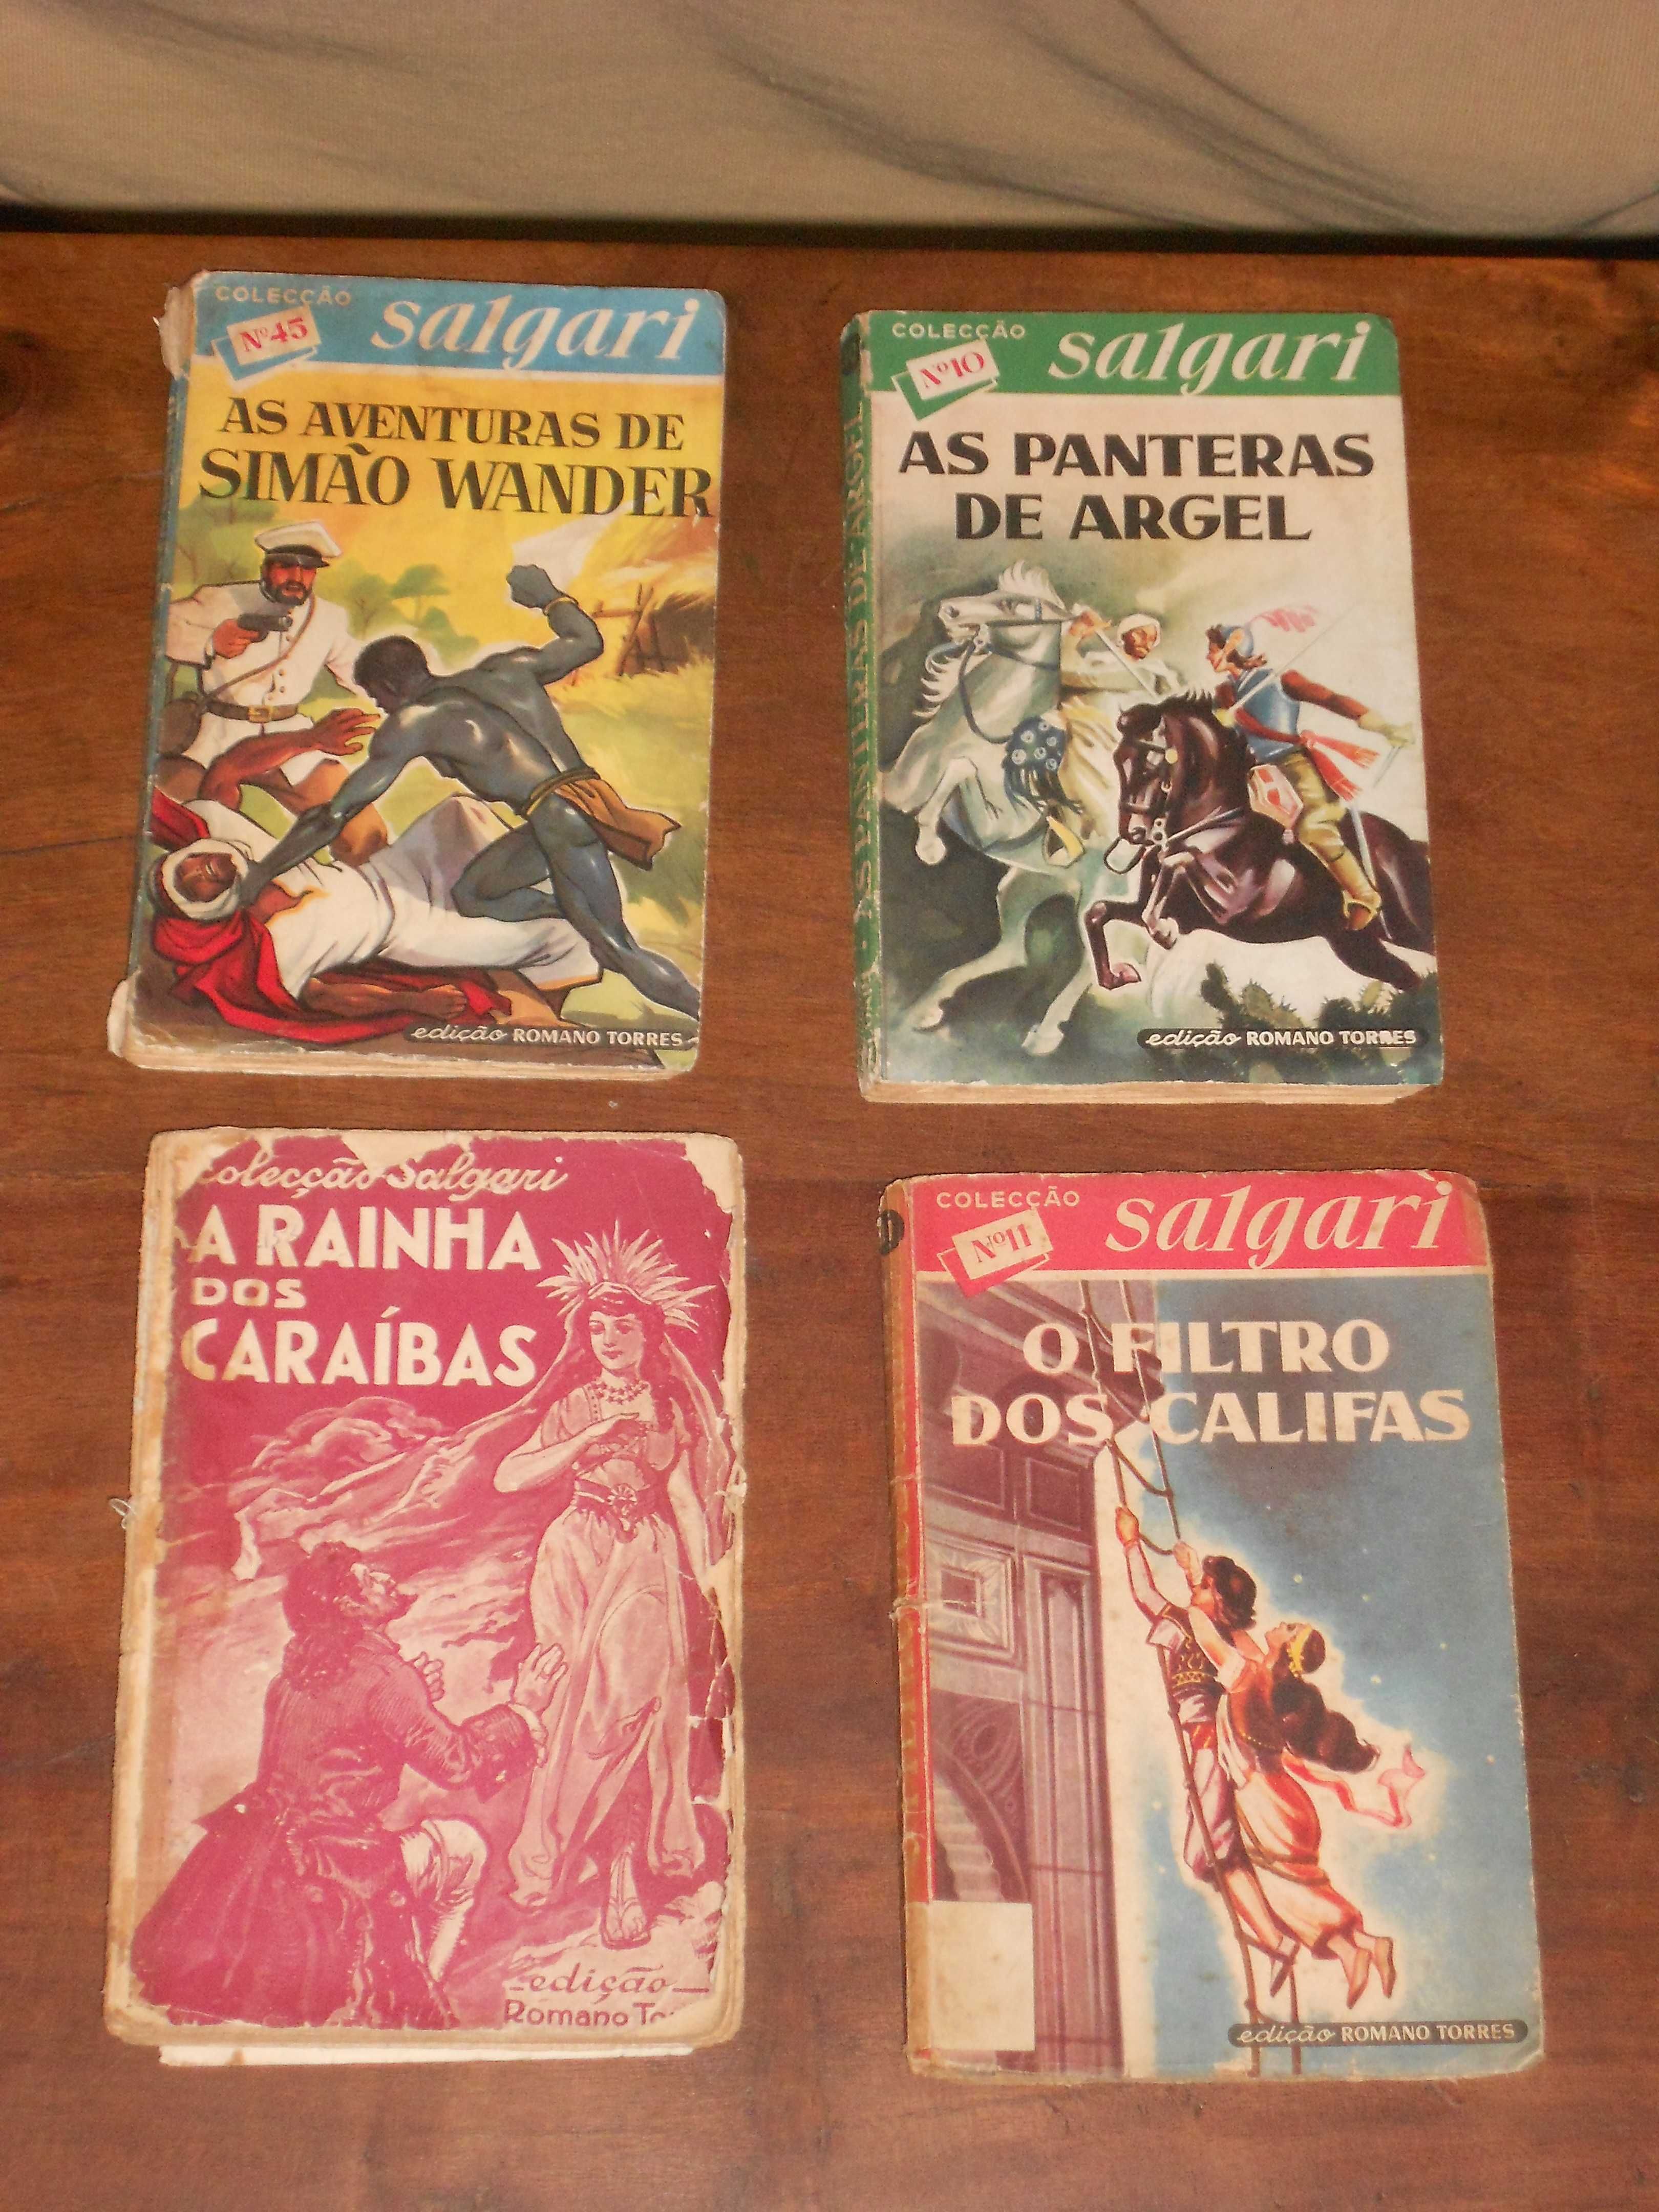 COLECÇÃO
Nº45
salgari
AS AVENTURAS DE
SIMÃO WANDER
edição ROMANO TORRES
COLECÇÃO
Nº10
salgari
AS PANTERAS
DE ARGEL
edição ROMANO TORRES
AS PANTERAS DE ARGEL
colecção Salgari
A RAINHA
DOS
CARAÍBAS
edição
Romano To
COLECÇÃO
Nº11
salgari
O FILTRO
DOS CALIFAS
edição ROMANO TORRES